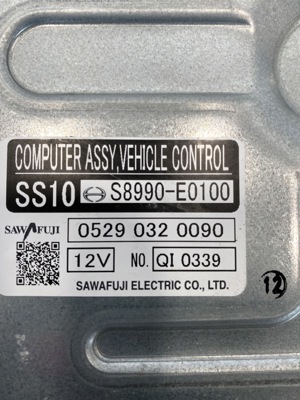 COMPUTER ASSY,VEHICLE CONTROL
SS10 S8990-E0100
SAWAFUJI 0529 032 0090
12V NO. QI 0339
SAWAFUJI ELECTRIC CO., LTD.
12